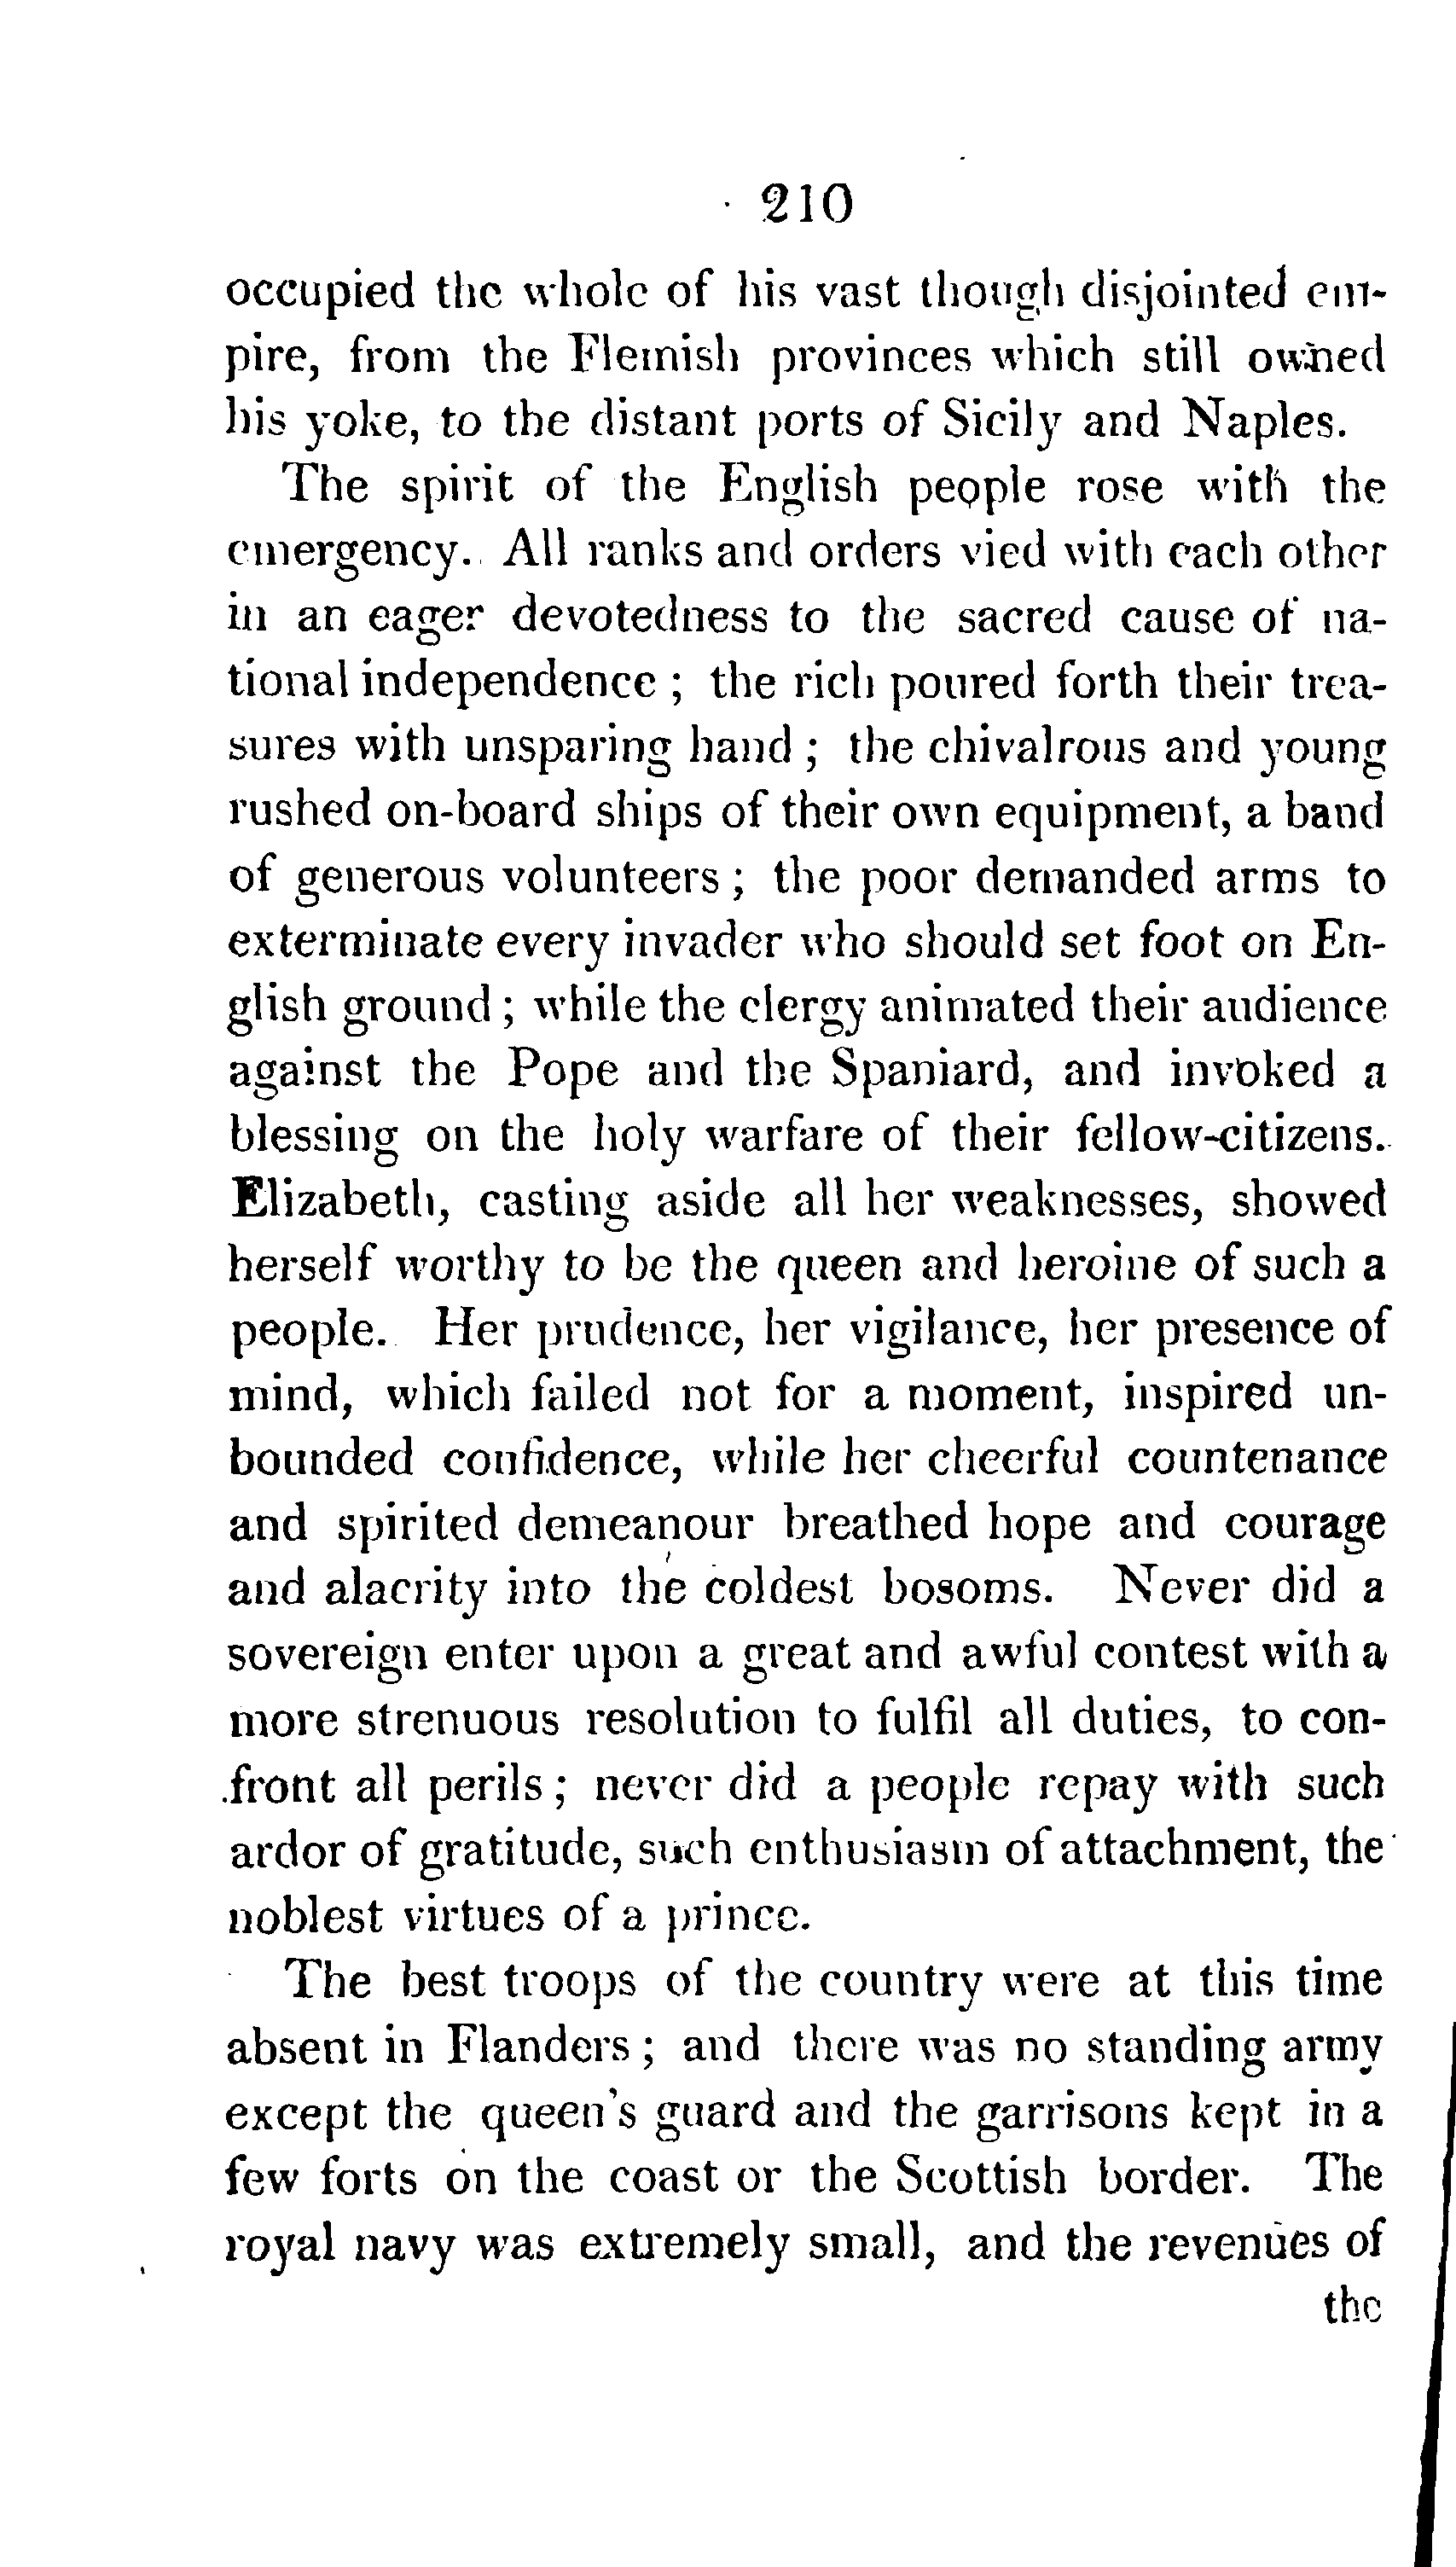 210
occupied the whole of his vast though disjointed em-
pire, from the Flemish provinces which still owned
his yoke, to the distant ports of Sicily and Naples.
The spirit of the English people rose with the
emergency. All ranks and orders vied with each other
in an eager devotedness to the sacred cause of na-
tional independence ; the rich poured forth their trea-
sures with unsparing hand ; the chivalrous and young
rushed on-board ships of their own equipment, a band
of generous volunteers ; the poor demanded arms to
exterminate every invader who should set foot on En-
glish ground ; while the clergy animated their audience
against the Pope and the Spaniard, and invoked a
blessing on the holy warfare of their fellow-citizens.
Elizabeth, casting aside all her weaknesses, showed
herself worthy to be the queen and heroine of such a
people. Her prudence, her vigilance, her presence of
mind, which failed not for a moment, inspired un-
bounded confidence, while her cheerful countenance
and spirited demeanour breathed hope and courage
and alacrity into the coldest bosoms. Never did a
sovereign enter upon a great and awful contest with a
more strenuous resolution to fulfil all duties, to con-
front all perils ; never did a people repay with such
ardor of gratitude, such enthusiasm of attachment, the
noblest virtues of a prince.
The best troops of the country were at this time
absent in Flanders ; and there was no standing army
except the queen's guard and the garrisons kept in a
few forts on the coast or the Scottish border. The
royal navy was extremely small, and the revenues of
the